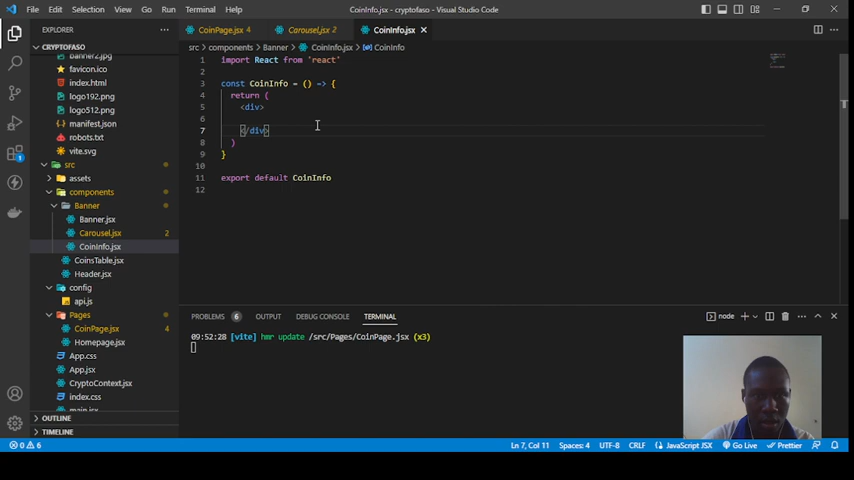 File Edit Selection View Go Run Terminal Help CoinInfo.jsx - cryptofaso - Visual Studio Code
EXPLORER
CoinPage.jsx 4
Carousel.jsx 2
CoinInfo.jsx
CRYPTOFASO
src > components > Banner > CoinInfo.jsx > CoinInfo
banner2.jpg
favicon.ico
index.html
logo192.png
logo512.png
manifest.json
robots.txt
vite.svg
src
assets
components
Banner
Banner.jsx
Carousel.jsx 2
CoinInfo.jsx
CoinsTable.jsx
Header.jsx
config
api.js
Pages
CoinPage.jsx 4
Homepage.jsx
App.css
App.jsx
CryptoContext.jsx
index.css
main.jsx
OUTLINE
TIMELINE
1 import React from 'react'
2
3 const CoinInfo = () => {
4 return (
5 <div>
6
7 </div>
8 )
9 }
10
11 export default CoinInfo
12
PROBLEMS 6 OUTPUT DEBUG CONSOLE TERMINAL
node
09:52:28 [vite] hmr update /src/Pages/CoinPage.jsx (x3)
0 6 Ln 7, Col 11 Spaces: 4 UTF-8 CRLF JavaScript JSX Go Live Prettier